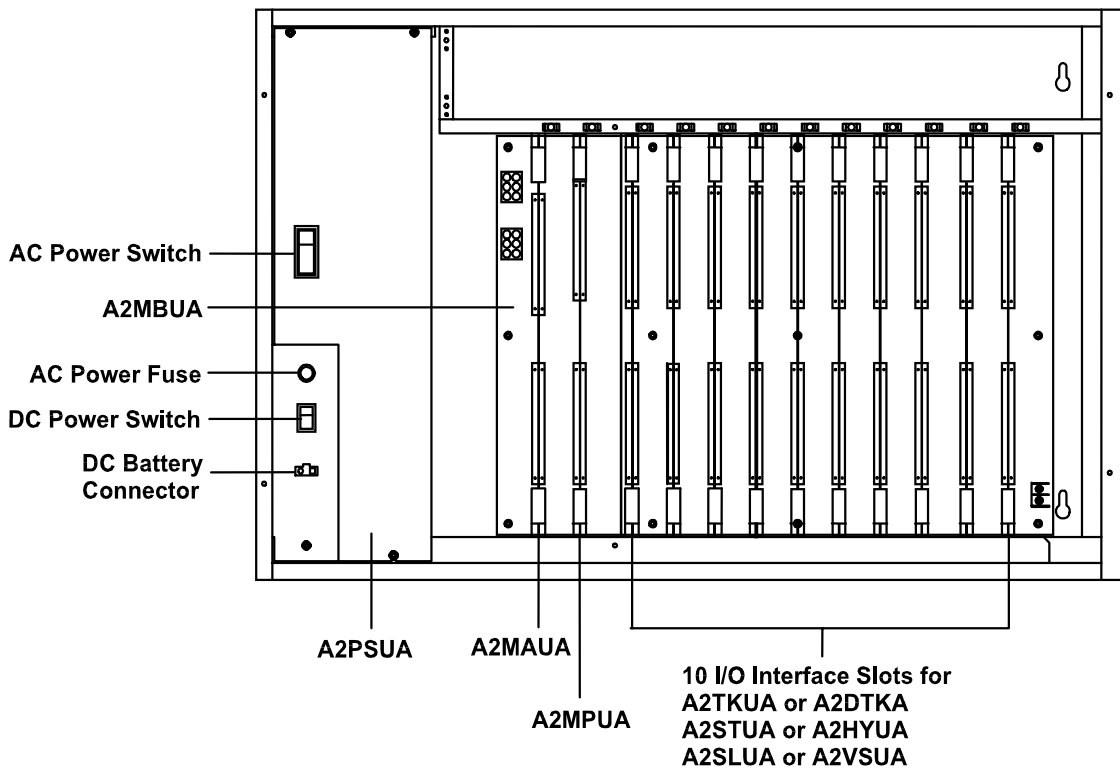 AC Power Switch
A2MBUA
AC Power Fuse
DC Power Switch
DC Battery
Connector
A2PSUA
A2MAUA
A2MPUA
10 I/O Interface Slots for
A2TKUA or A2DTKA
A2STUA or A2HYUA
A2SLUA or A2VSUA